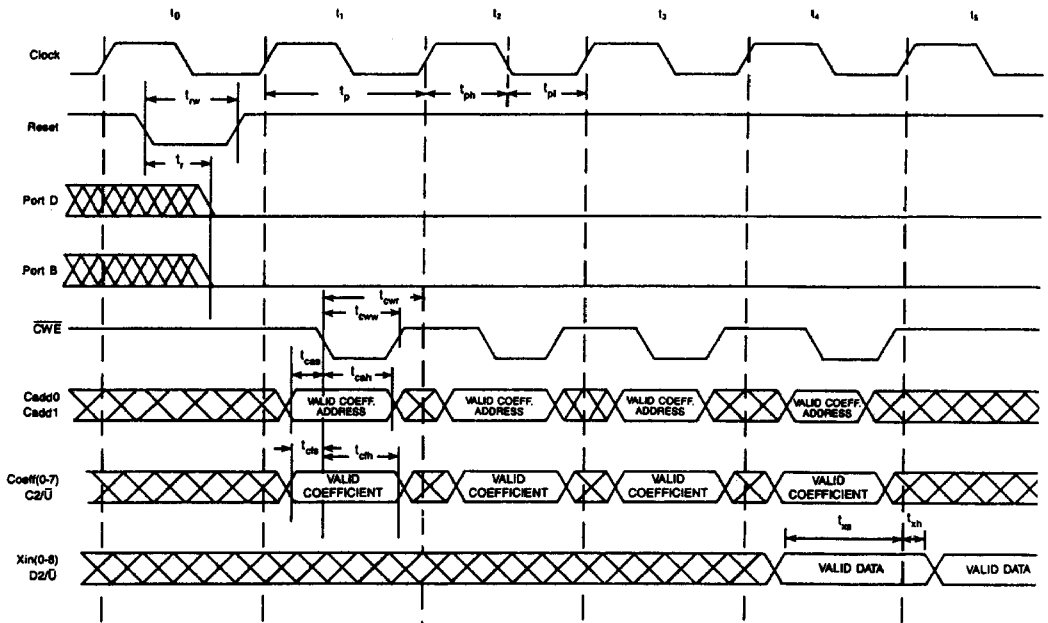 t0 t1 t2 t3 t4 t5
Clock
tp tph tpl
trw
Reset
tr
Port D
Port B
tcwr
tcww
C̅W̅E̅
tcas tcah
Cadd0
Cadd1
VALID COEFF. ADDRESS
VALID COEFF. ADDRESS
VALID COEFF. ADDRESS
VALID COEFF. ADDRESS
tcfs tcfh
Coeff(0-7)
C2/U̅
VALID COEFFICIENT
VALID COEFFICIENT
VALID COEFFICIENT
VALID COEFFICIENT
txs txh
Xin(0-8)
D2/U̅
VALID DATA VALID DATA